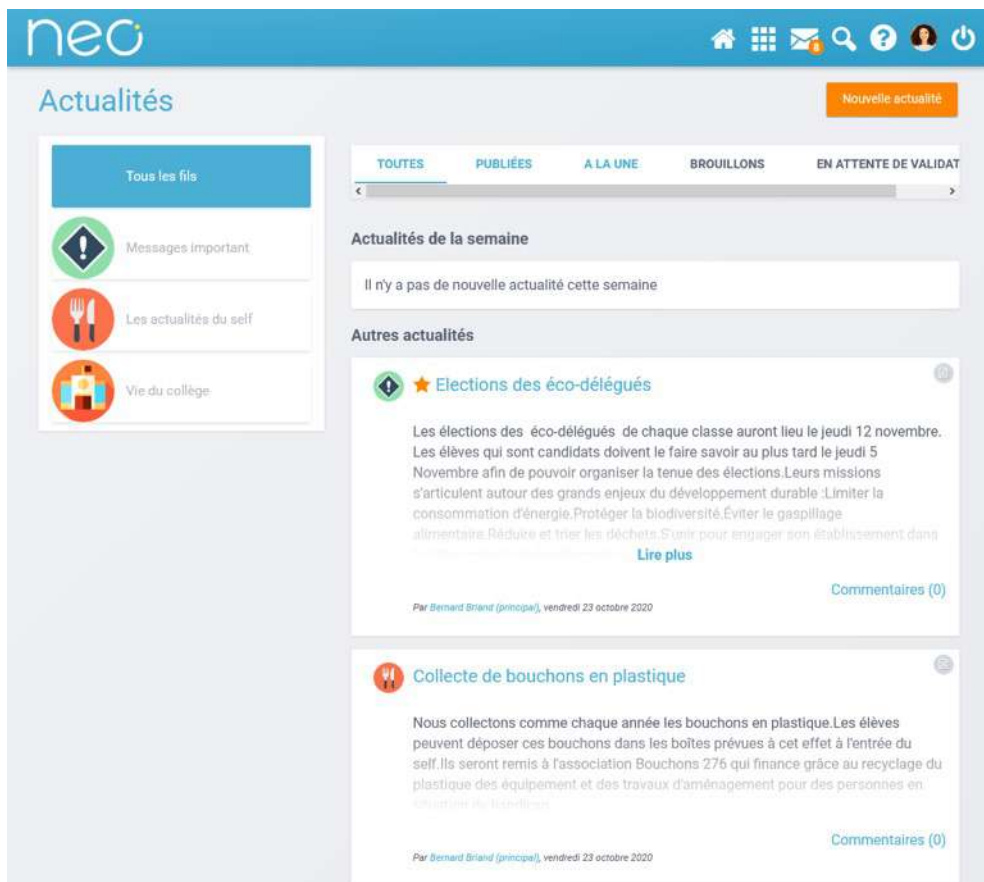 neo
8
Actualités
Nouvelle actualité
Tous les fils
Messages important
Les actualités du self
Vie du collège
TOUTES PUBLIÉES A LA UNE BROUILLONS EN ATTENTE DE VALIDAT
Actualités de la semaine
Il n'y a pas de nouvelle actualité cette semaine
Autres actualités
Elections des éco-délégués
Les élections des éco-délégués de chaque classe auront lieu le jeudi 12 novembre.
Les élèves qui sont candidats doivent le faire savoir au plus tard le jeudi 5
Novembre afin de pouvoir organiser la tenue des élections.Leurs missions
s'articulent autour des grands enjeux du développement durable :Limiter la
consommation d'énergie.Protéger la biodiversité.Éviter le gaspillage
alimentaire.Réduire et trier les déchets.S'unir pour engager son établissement dans
Lire plus
Commentaires (0)
Par Bernard Briand (principal), vendredi 23 octobre 2020
Collecte de bouchons en plastique
Nous collectons comme chaque année les bouchons en plastique.Les élèves
peuvent déposer ces bouchons dans les boîtes prévues à cet effet à l'entrée du
self.Ils seront remis à l'association Bouchons 276 qui finance grâce au recyclage du
plastique des équipement et des travaux d'aménagement pour des personnes en
situation de handicap
Commentaires (0)
Par Bernard Briand (principal), vendredi 23 octobre 2020